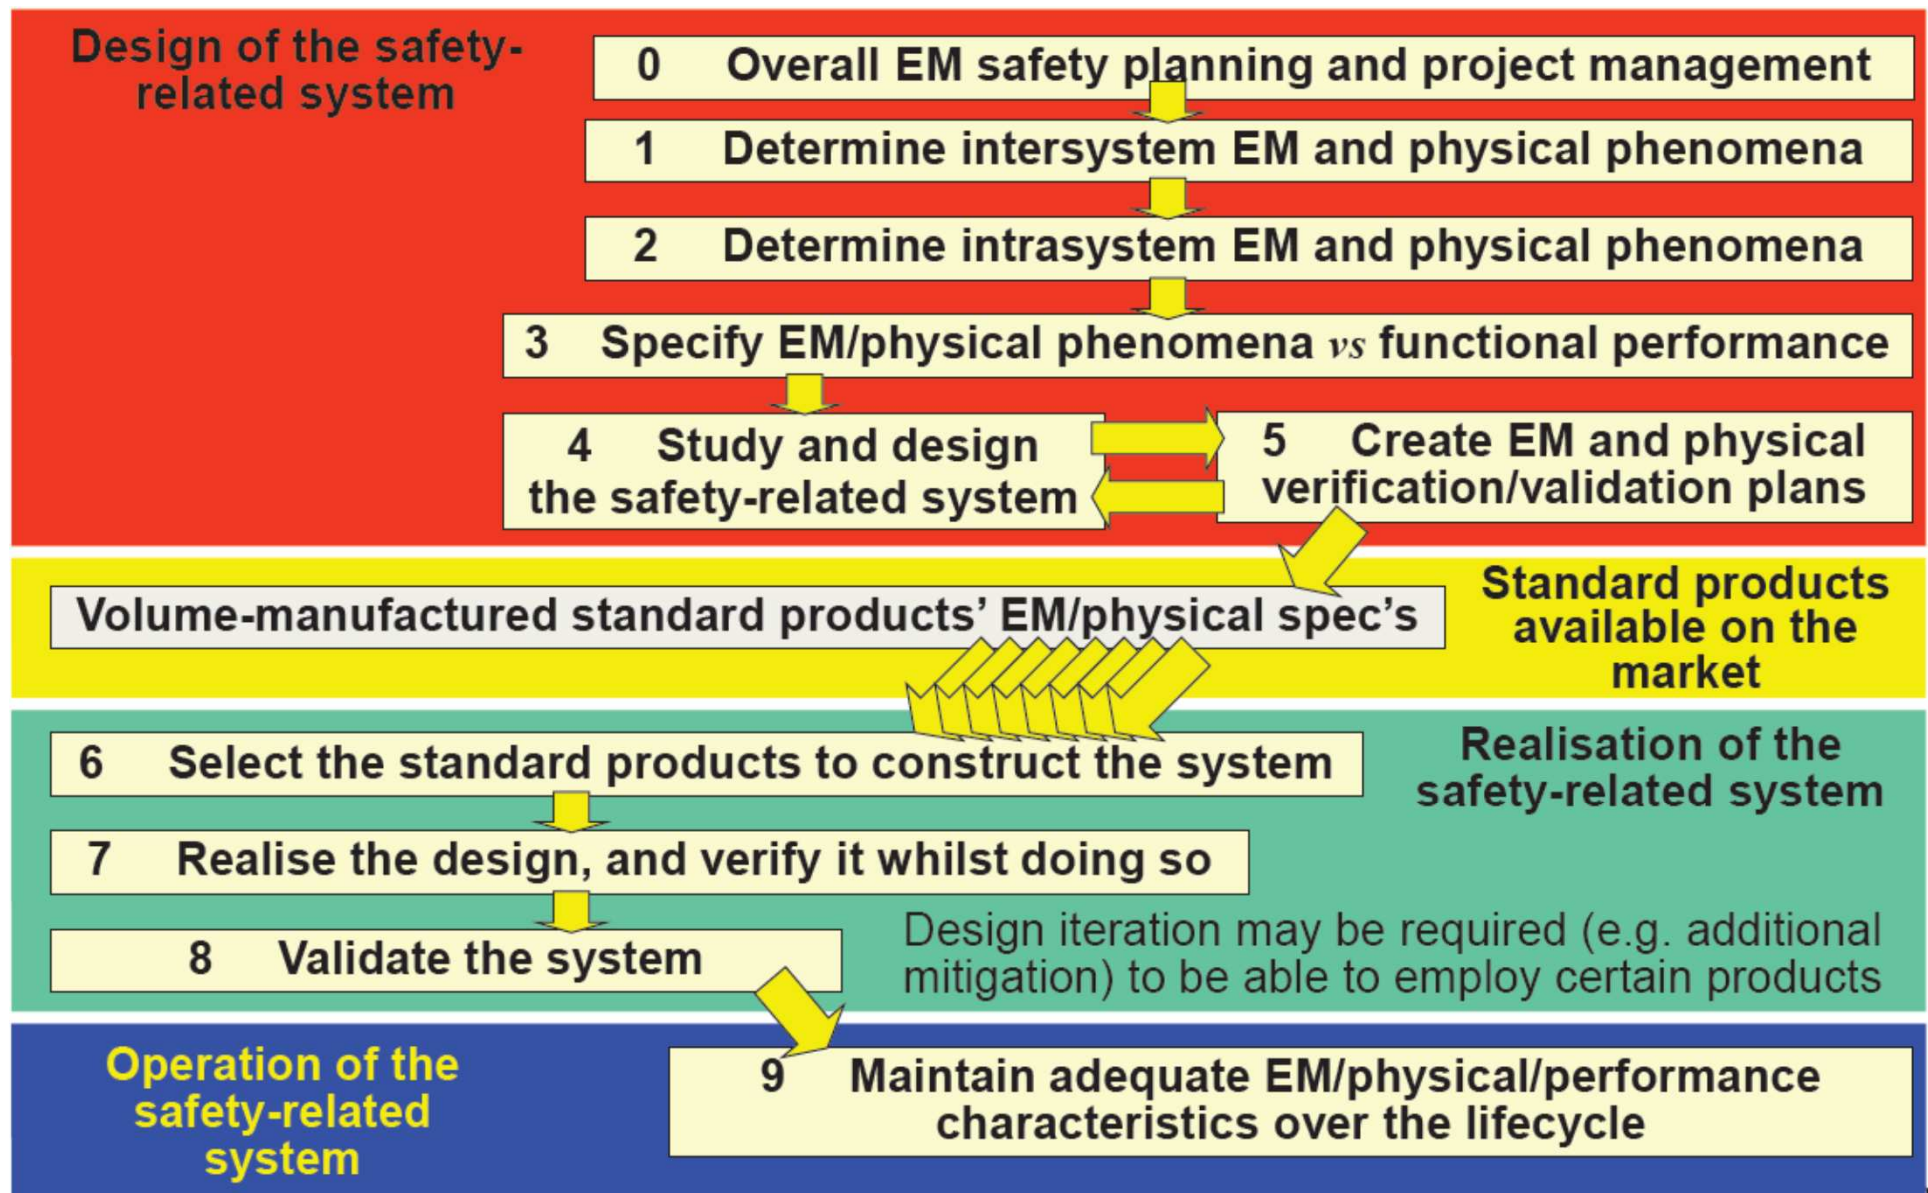 Design of the safety-
related system
0 Overall EM safety planning and project management
1 Determine intersystem EM and physical phenomena
2 Determine intrasystem EM and physical phenomena
3 Specify EM/physical phenomena vs functional performance
4 Study and design
the safety-related system
5 Create EM and physical
verification/validation plans
Volume-manufactured standard products’ EM/physical spec’s
Standard products
available on the
market
6 Select the standard products to construct the system
Realisation of the
safety-related system
7 Realise the design, and verify it whilst doing so
8 Validate the system
Design iteration may be required (e.g. additional
mitigation) to be able to employ certain products
Operation of the
safety-related
system
9 Maintain adequate EM/physical/performance
characteristics over the lifecycle